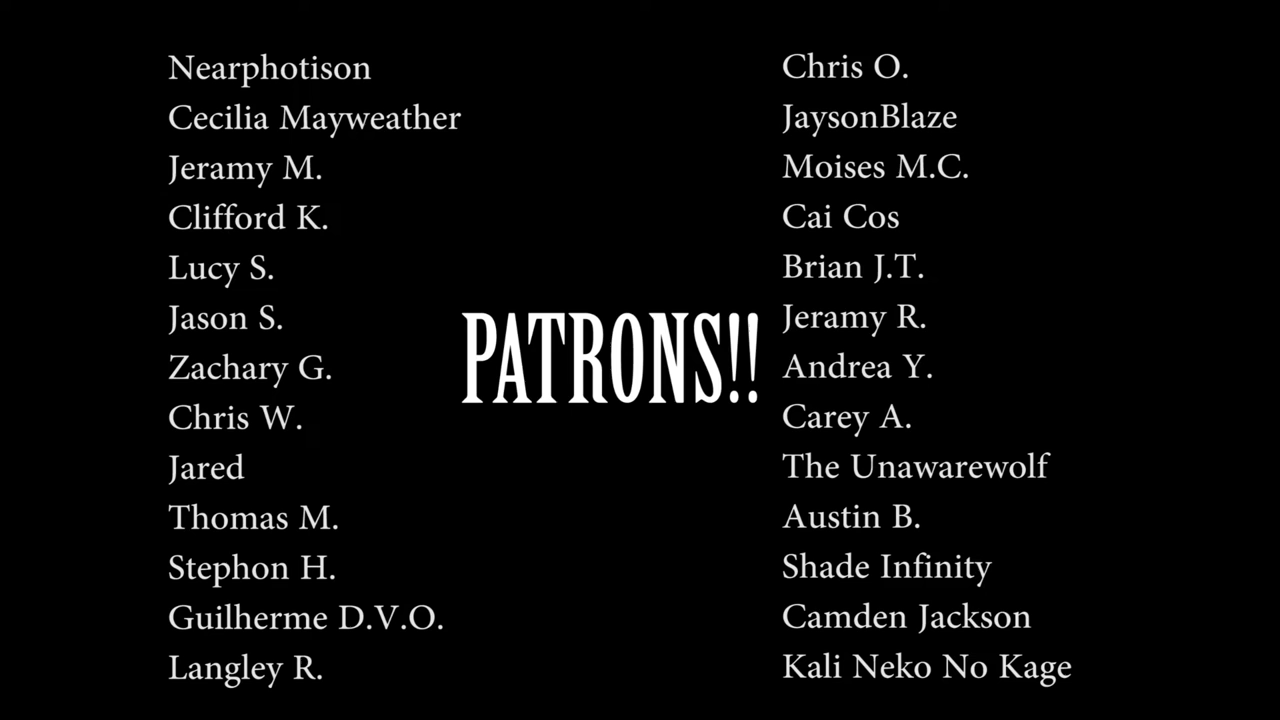 Nearphotison
Cecilia Mayweather
Jeramy M.
Clifford K.
Lucy S.
Jason S.
Zachary G.
Chris W.
Jared
Thomas M.
Stephon H.
Guilherme D.V.O.
Langley R.
PATRONS!!
Chris O.
JaysonBlaze
Moises M.C.
Cai Cos
Brian J.T.
Jeramy R.
Andrea Y.
Carey A.
The Unawarewolf
Austin B.
Shade Infinity
Camden Jackson
Kali Neko No Kage